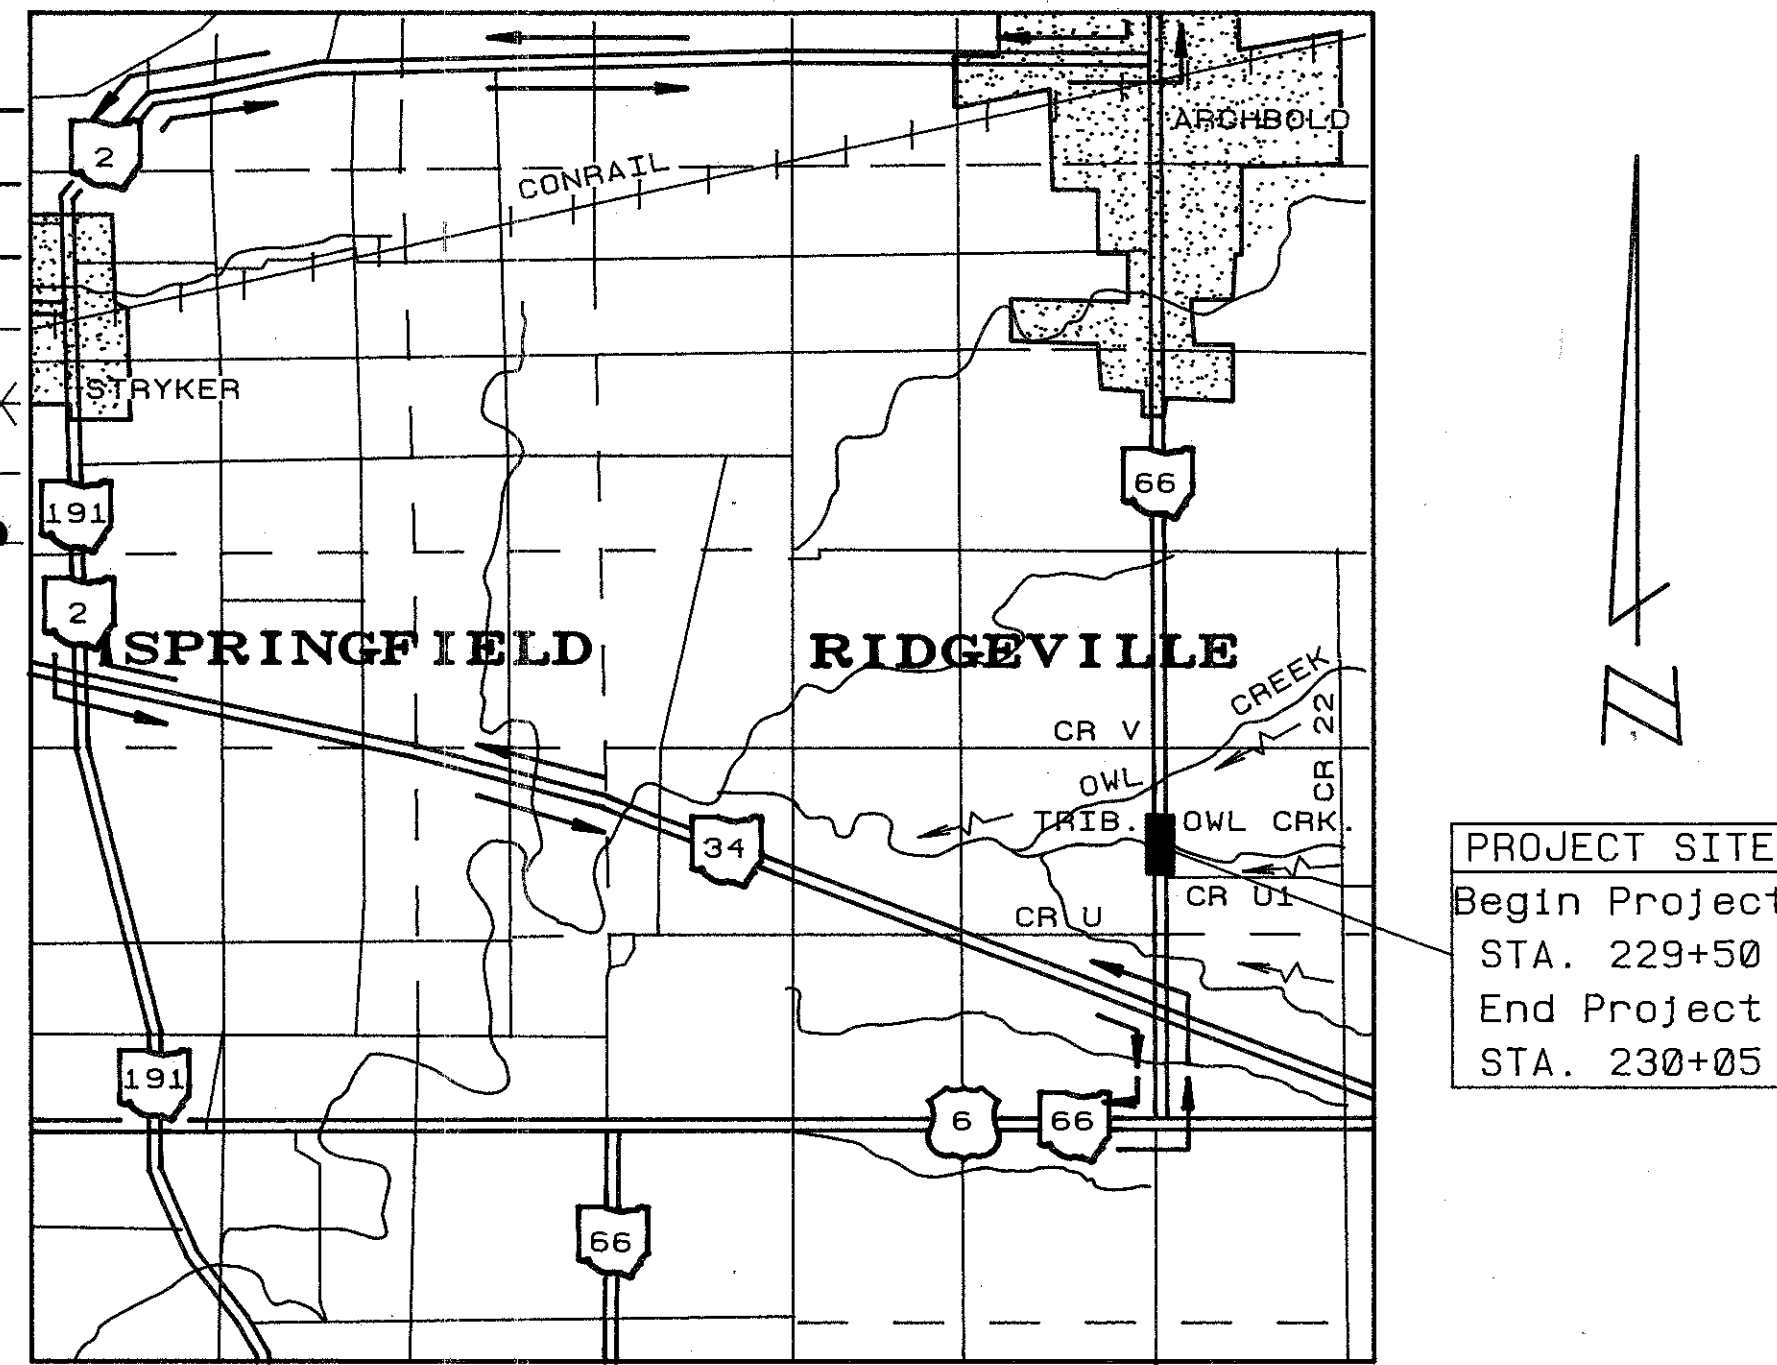 ARCHBOLD
2
CONRAIL
STRYKER
66
191
2
SPRINGFIELD
RIDGEVILLE
CREEK
CR 22
CR V
OWL
TRIB. OWL CRK.
34
PROJECT SITE
CR U1
Begin Project
CR U
STA. 229+50
End Project
STA. 230+05
191
6
66
66
N